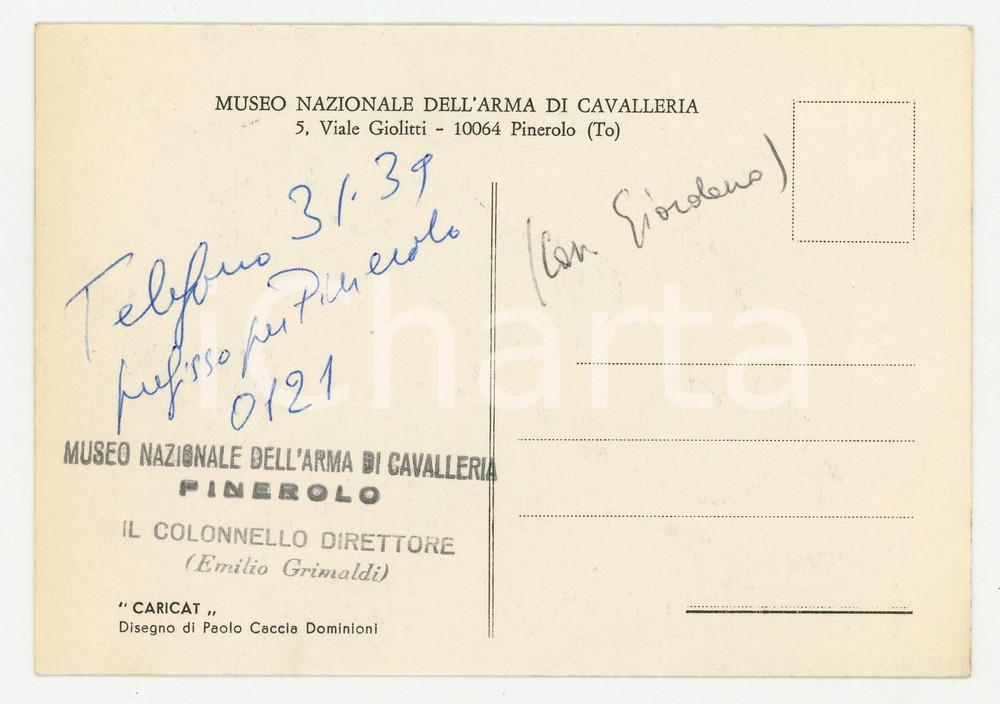 MUSEO NAZIONALE DELL'ARMA DI CAVALLERIA
5, Viale Giolitti - 10064 Pinerolo (To)
Telefono 31.39
prefisso per Pinerolo
0121
(Con Giordano)
iCharta
MUSEO NAZIONALE DELL'ARMA DI CAVALLERIA
PINEROLO
IL COLONNELLO DIRETTORE
(Emilio Grimaldi)
" CARICAT „
Disegno di Paolo Caccia Dominioni